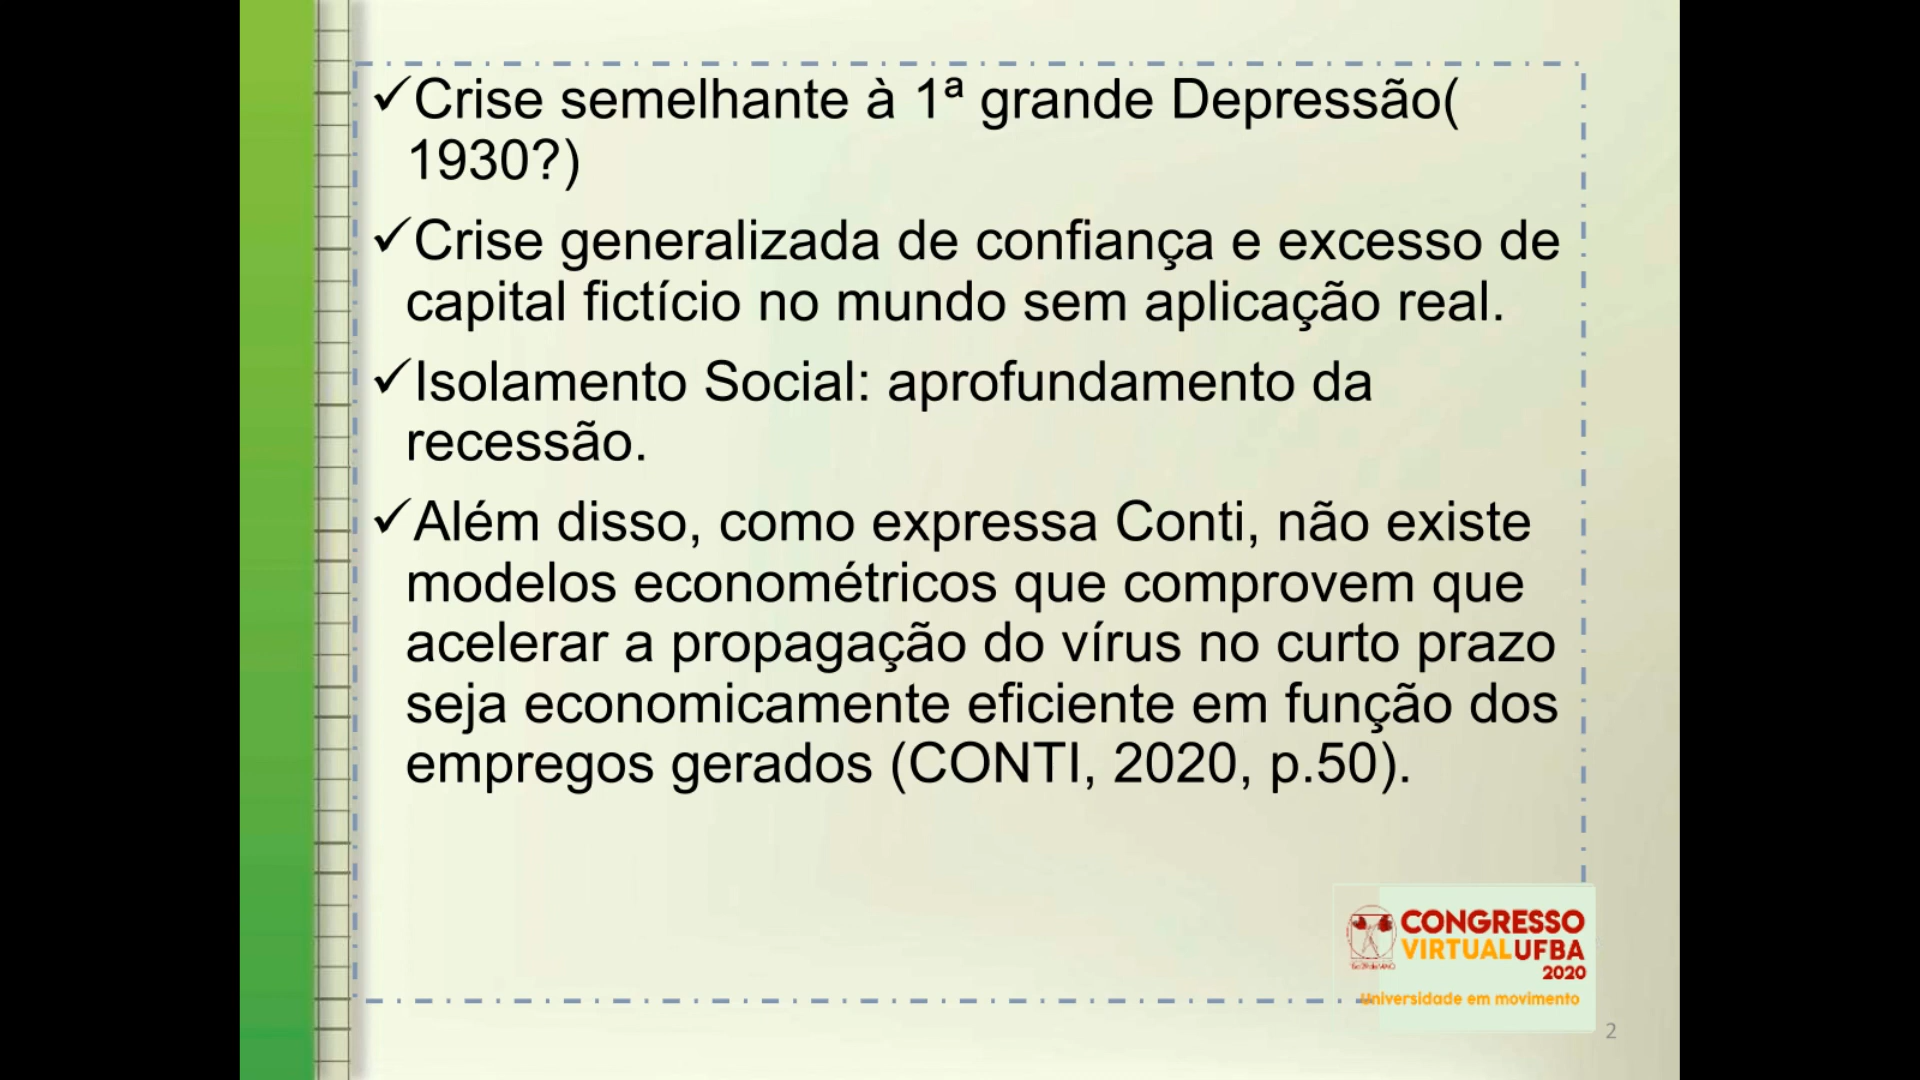 ✓Crise semelhante à 1ª grande Depressão(
1930?)
✓Crise generalizada de confiança e excesso de
capital fictício no mundo sem aplicação real.
✓Isolamento Social: aprofundamento da
recessão.
✓Além disso, como expressa Conti, não existe
modelos econométricos que comprovem que
acelerar a propagação do vírus no curto prazo
seja economicamente eficiente em função dos
empregos gerados (CONTI, 2020, p.50).
CONGRESSO
VIRTUALUFBA
2020
Universidade em movimento
2